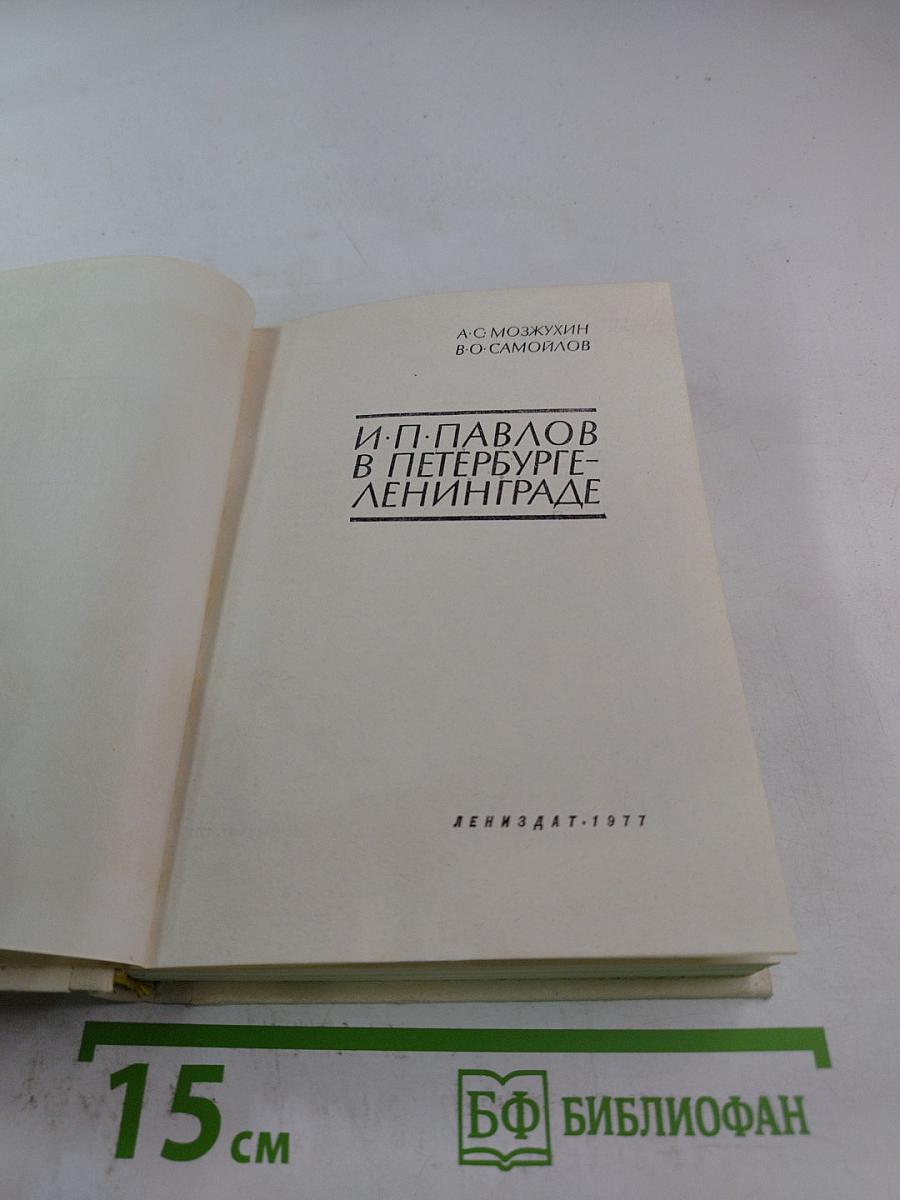 А·С·МОЗЖУХИН
В·О·САМОЙЛОВ
И·П·ПАВЛОВ
В ПЕТЕРБУРГЕ–
ЛЕНИНГРАДЕ
ЛЕНИЗДАТ·1977
15 см
БФ БИБЛИОФАН